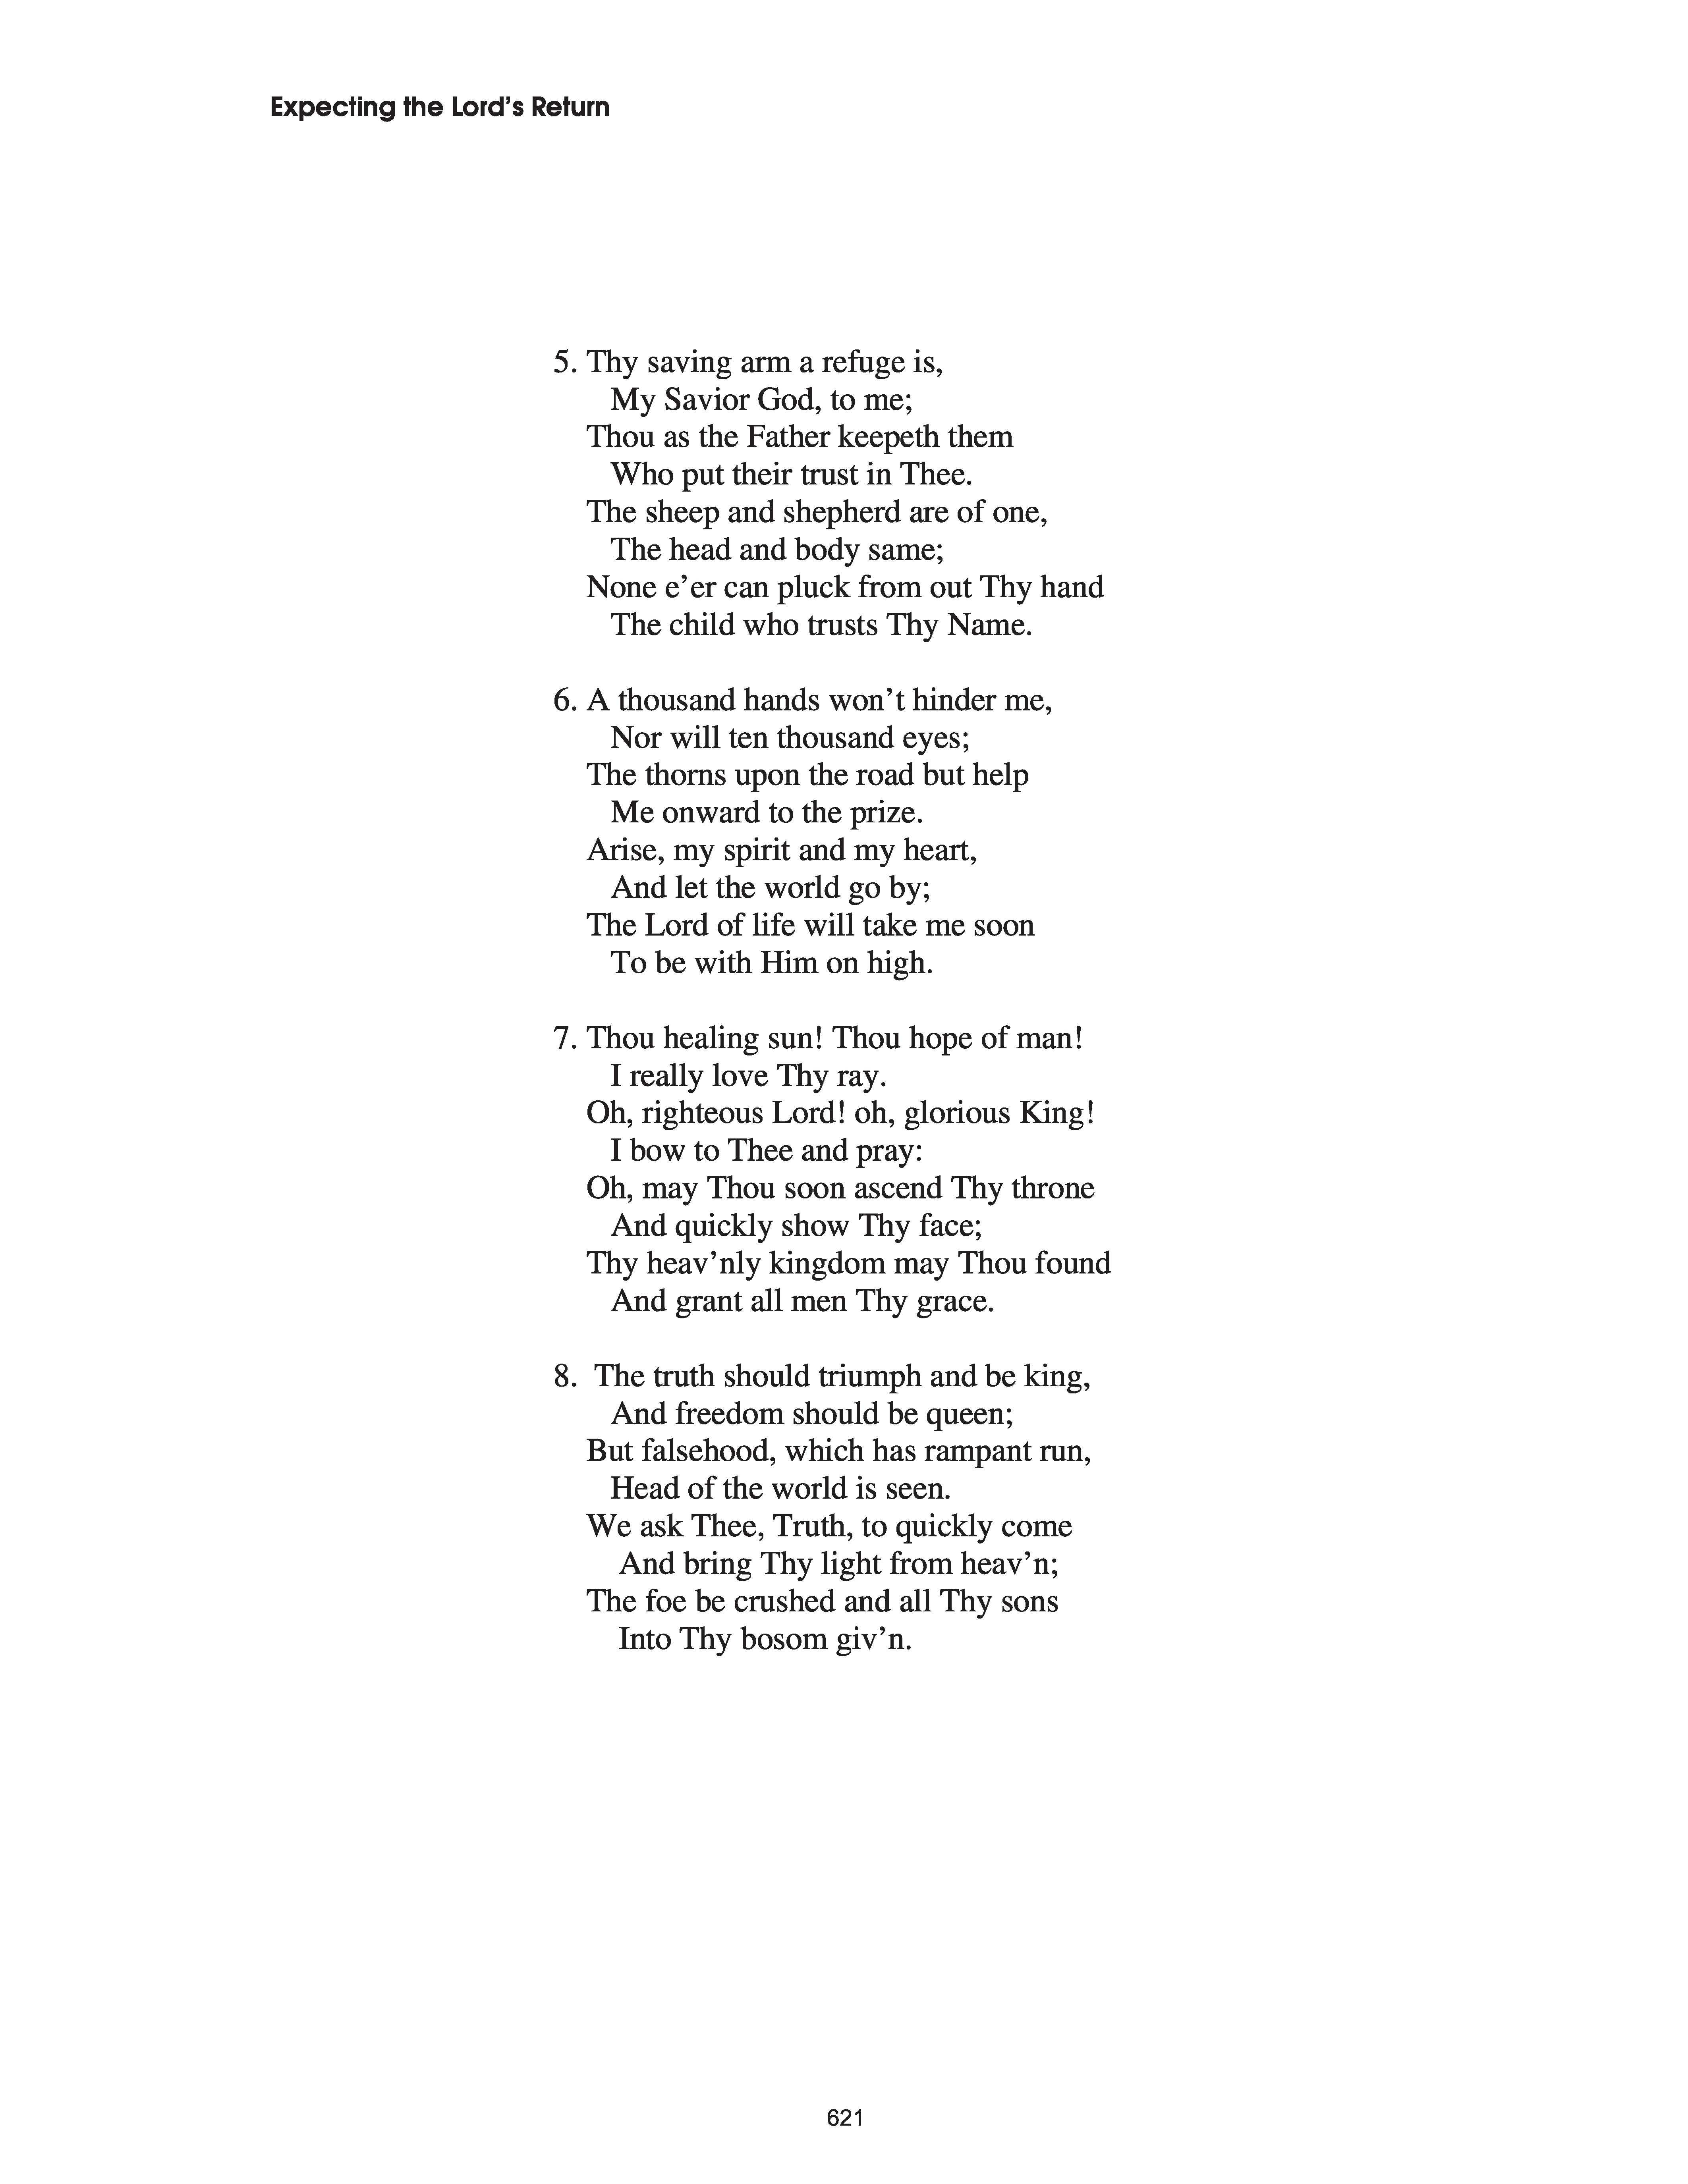 Expecting the Lord’s Return
5. Thy saving arm a refuge is,
My Savior God, to me;
Thou as the Father keepeth them
Who put their trust in Thee.
The sheep and shepherd are of one,
The head and body same;
None e’er can pluck from out Thy hand
The child who trusts Thy Name.
6. A thousand hands won’t hinder me,
Nor will ten thousand eyes;
The thorns upon the road but help
Me onward to the prize.
Arise, my spirit and my heart,
And let the world go by;
The Lord of life will take me soon
To be with Him on high.
7. Thou healing sun! Thou hope of man!
I really love Thy ray.
Oh, righteous Lord! oh, glorious King!
I bow to Thee and pray:
Oh, may Thou soon ascend Thy throne
And quickly show Thy face;
Thy heav’nly kingdom may Thou found
And grant all men Thy grace.
8. The truth should triumph and be king,
And freedom should be queen;
But falsehood, which has rampant run,
Head of the world is seen.
We ask Thee, Truth, to quickly come
And bring Thy light from heav’n;
The foe be crushed and all Thy sons
Into Thy bosom giv’n.
621